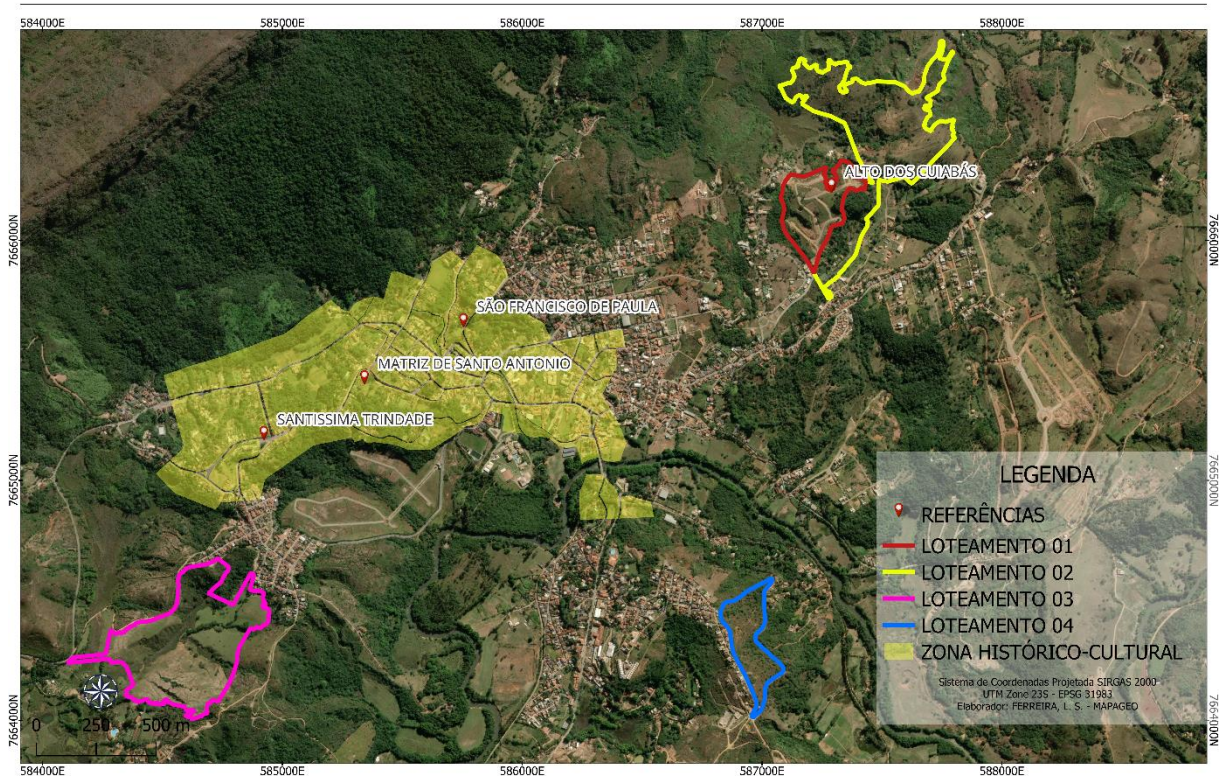 584000E 585000E 586000E 587000E 588000E
ALTO DOS CUIABÁS
7666000N 7666000N
SÃO FRANCISCO DE PAULA
MATRIZ DE SANTO ANTONIO
SANTISSIMA TRINDADE
7665000N 7665000N
LEGENDA
REFERÊNCIAS
LOTEAMENTO 01
LOTEAMENTO 02
LOTEAMENTO 03
LOTEAMENTO 04
ZONA HISTÓRICO-CULTURAL
Sistema de Coordenadas Projetada SIRGAS 2000
UTM Zone 23S - EPSG 31983
Elaborador: FERREIRA, L. S. - MAPAGEO
7664000N 7664000N
0 250 500 m
584000E 585000E 586000E 587000E 588000E